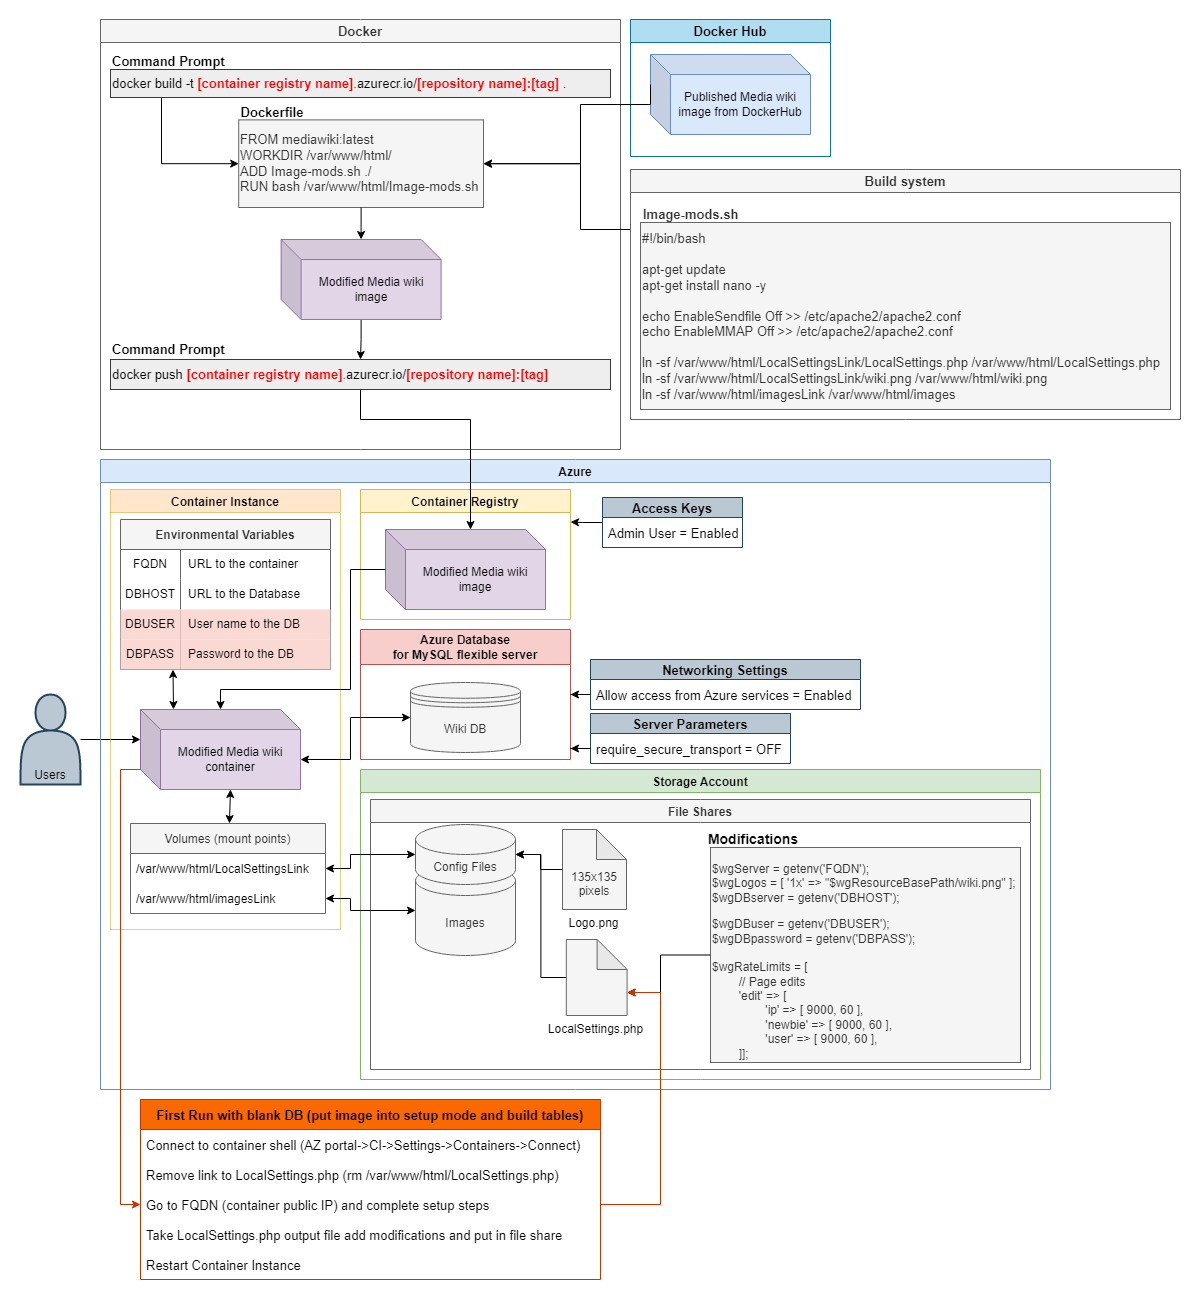 Docker
Command Prompt
docker build -t [container registry name].azurecr.io/[repository name]:[tag] .
Dockerfile
FROM mediawiki:latest
WORKDIR /var/www/html/
ADD Image-mods.sh ./
RUN bash /var/www/html/Image-mods.sh
Modified Media wiki
image
Command Prompt
docker push [container registry name].azurecr.io/[repository name]:[tag]
Docker Hub
Published Media wiki
image from DockerHub
Build system
Image-mods.sh
#!/bin/bash
apt-get update
apt-get install nano -y
echo EnableSendfile Off >> /etc/apache2/apache2.conf
echo EnableMMAP Off >> /etc/apache2/apache2.conf
ln -sf /var/www/html/LocalSettingsLink/LocalSettings.php /var/www/html/LocalSettings.php
ln -sf /var/www/html/LocalSettingsLink/wiki.png /var/www/html/wiki.png
ln -sf /var/www/html/imagesLink /var/www/html/images
Azure
Container Instance
Environmental Variables
FQDN URL to the container
DBHOST URL to the Database
DBUSER User name to the DB
DBPASS Password to the DB
Users
Modified Media wiki
container
Volumes (mount points)
/var/www/html/LocalSettingsLink
/var/www/html/imagesLink
Container Registry
Modified Media wiki
image
Access Keys
Admin User = Enabled
Azure Database
for MySQL flexible server
Wiki DB
Networking Settings
Allow access from Azure services = Enabled
Server Parameters
require_secure_transport = OFF
Storage Account
File Shares
Config Files
Images
135x135
pixels
Logo.png
LocalSettings.php
Modifications
$wgServer = getenv('FQDN');
$wgLogos = [ '1x' => "$wgResourceBasePath/wiki.png" ];
$wgDBserver = getenv('DBHOST');
$wgDBuser = getenv('DBUSER');
$wgDBpassword = getenv('DBPASS');
$wgRateLimits = [
// Page edits
'edit' => [
'ip' => [ 9000, 60 ],
'newbie' => [ 9000, 60 ],
'user' => [ 9000, 60 ],
]];
First Run with blank DB (put image into setup mode and build tables)
Connect to container shell (AZ portal->CI->Settings->Containers->Connect)
Remove link to LocalSettings.php (rm /var/www/html/LocalSettings.php)
Go to FQDN (container public IP) and complete setup steps
Take LocalSettings.php output file add modifications and put in file share
Restart Container Instance